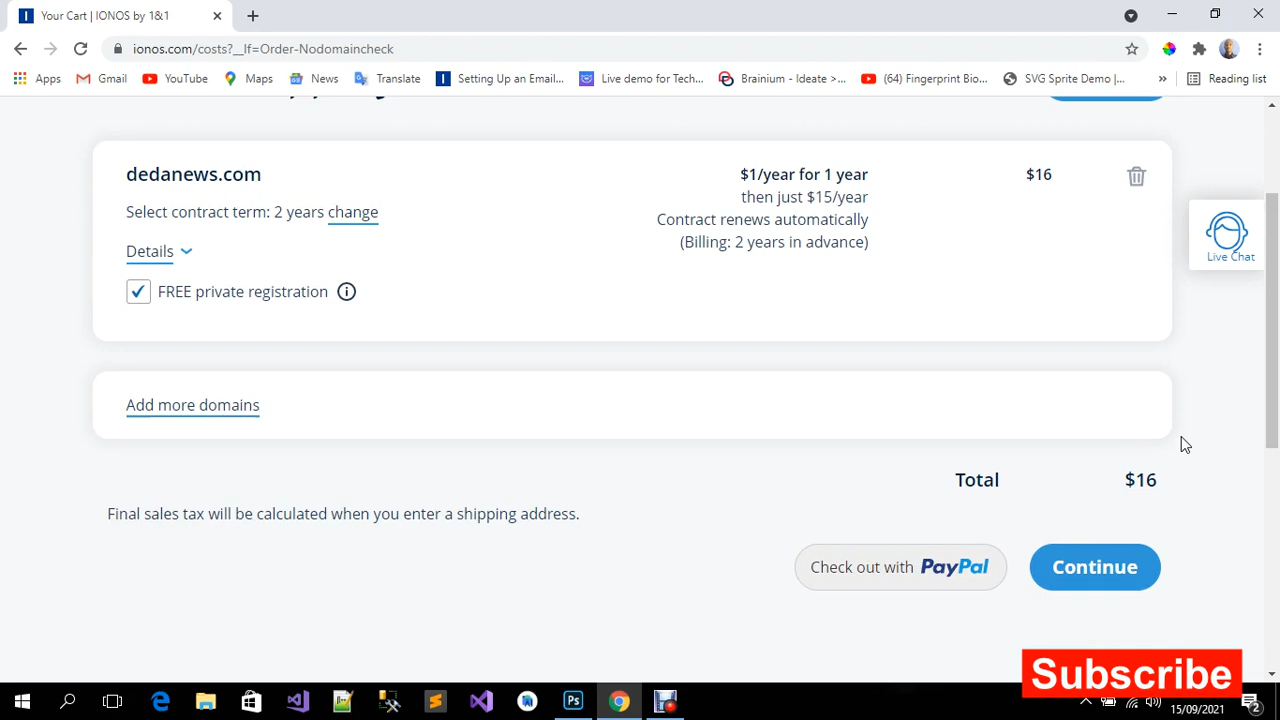 Your Cart | IONOS by 1&1
ionos.com/costs?__lf=Order-Nodomaincheck
Apps
Gmail
YouTube
Maps
News
Translate
Setting Up an Email...
Live demo for Tech...
Brainium - Ideate >...
(64) Fingerprint Bio...
SVG Sprite Demo |...
»
Reading list
dedanews.com
$1/year for 1 year
$16
then just $15/year
Select contract term: 2 years change
Contract renews automatically
(Billing: 2 years in advance)
Details
FREE private registration
Live Chat
Add more domains
Total
$16
Final sales tax will be calculated when you enter a shipping address.
Check out with PayPal
Continue
Subscribe
Ps
15/09/2021
2